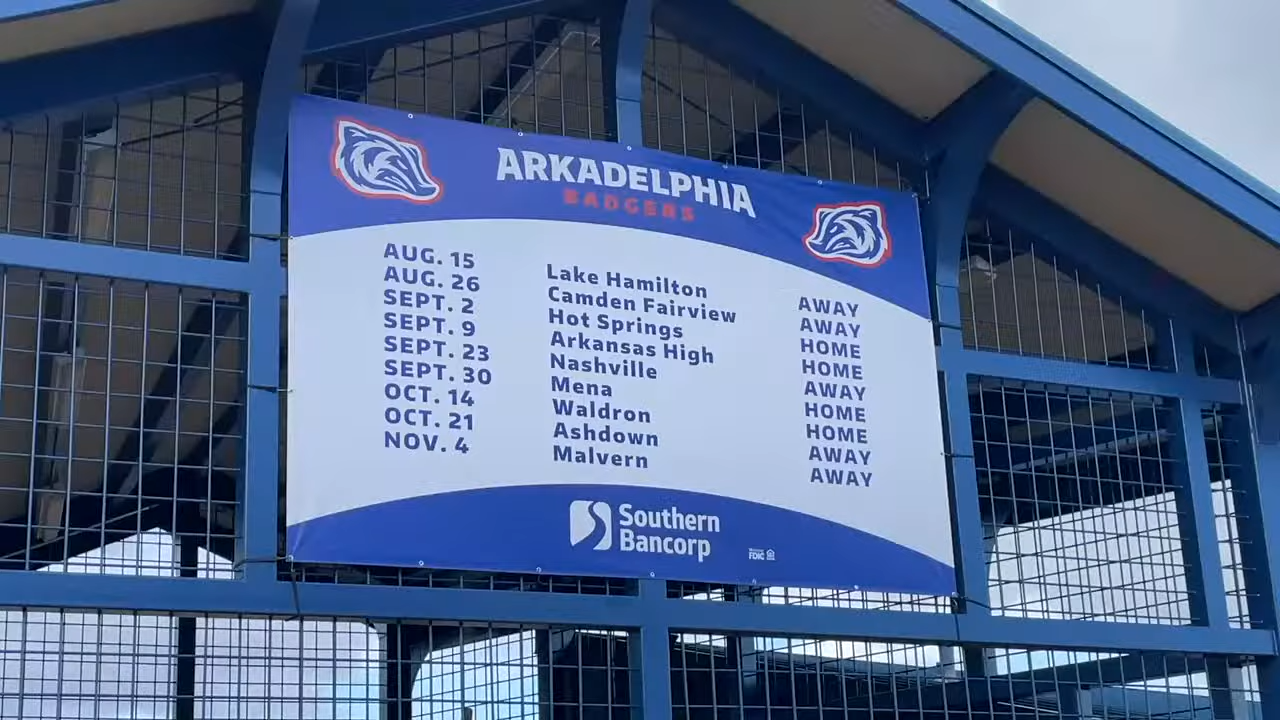 ARKADELPHIA
BADGERS
AUG. 15 Lake Hamilton AWAY
AUG. 26 Camden Fairview AWAY
SEPT. 2 Hot Springs HOME
SEPT. 9 Arkansas High HOME
SEPT. 23 Nashville AWAY
SEPT. 30 Mena HOME
OCT. 14 Waldron HOME
OCT. 21 Ashdown AWAY
NOV. 4 Malvern AWAY
Southern
Bancorp
FDIC